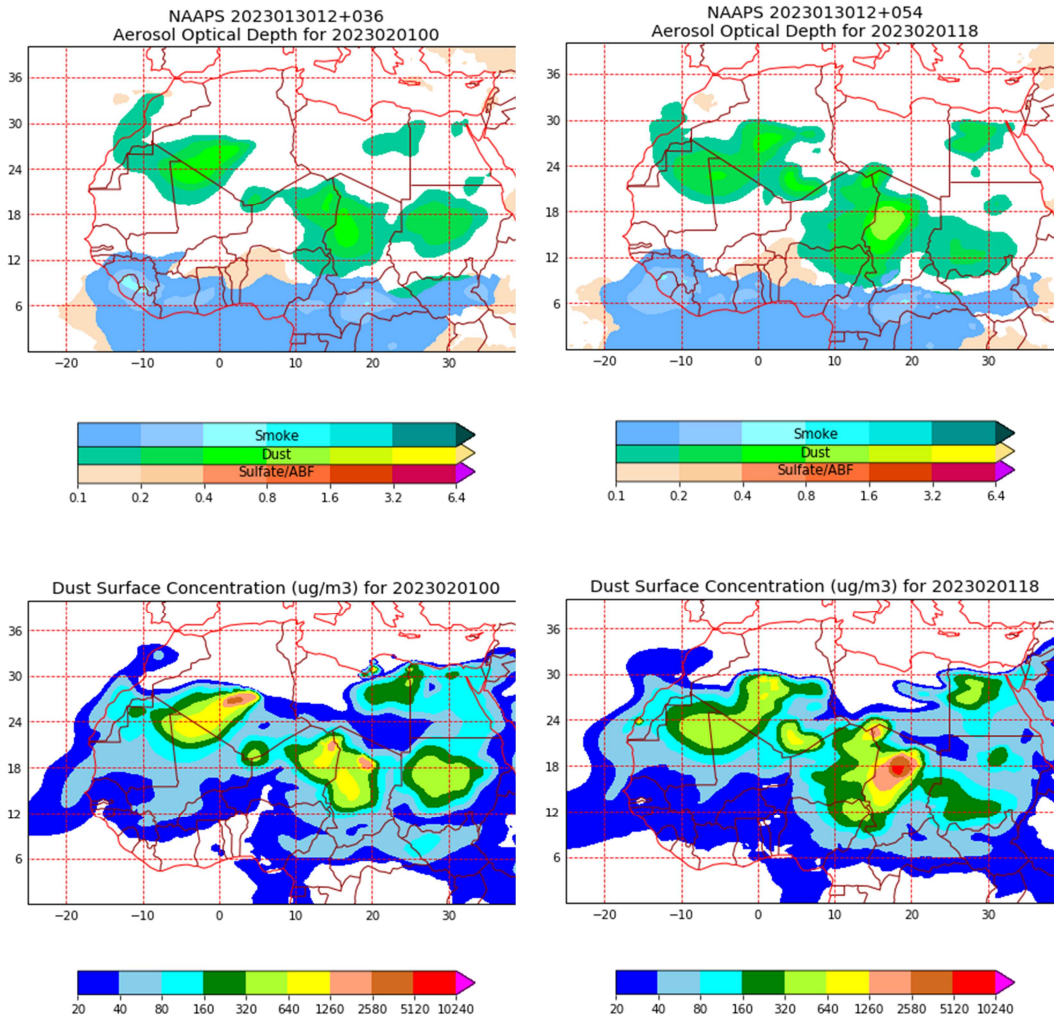 NAAPS 2023013012+036
Aerosol Optical Depth for 2023020100
36
30
24
18
12
6
−20 −10 0 10 20 30
Smoke
Dust
Sulfate/ABF
0.1 0.2 0.4 0.8 1.6 3.2 6.4
NAAPS 2023013012+054
Aerosol Optical Depth for 2023020118
36
30
24
18
12
6
−20 −10 0 10 20 30
Smoke
Dust
Sulfate/ABF
0.1 0.2 0.4 0.8 1.6 3.2 6.4
Dust Surface Concentration (ug/m3) for 2023020100
36
30
24
18
12
6
−20 −10 0 10 20 30
20 40 80 160 320 640 1260 2580 5120 10240
Dust Surface Concentration (ug/m3) for 2023020118
36
30
24
18
12
6
−20 −10 0 10 20 30
20 40 80 160 320 640 1260 2580 5120 10240